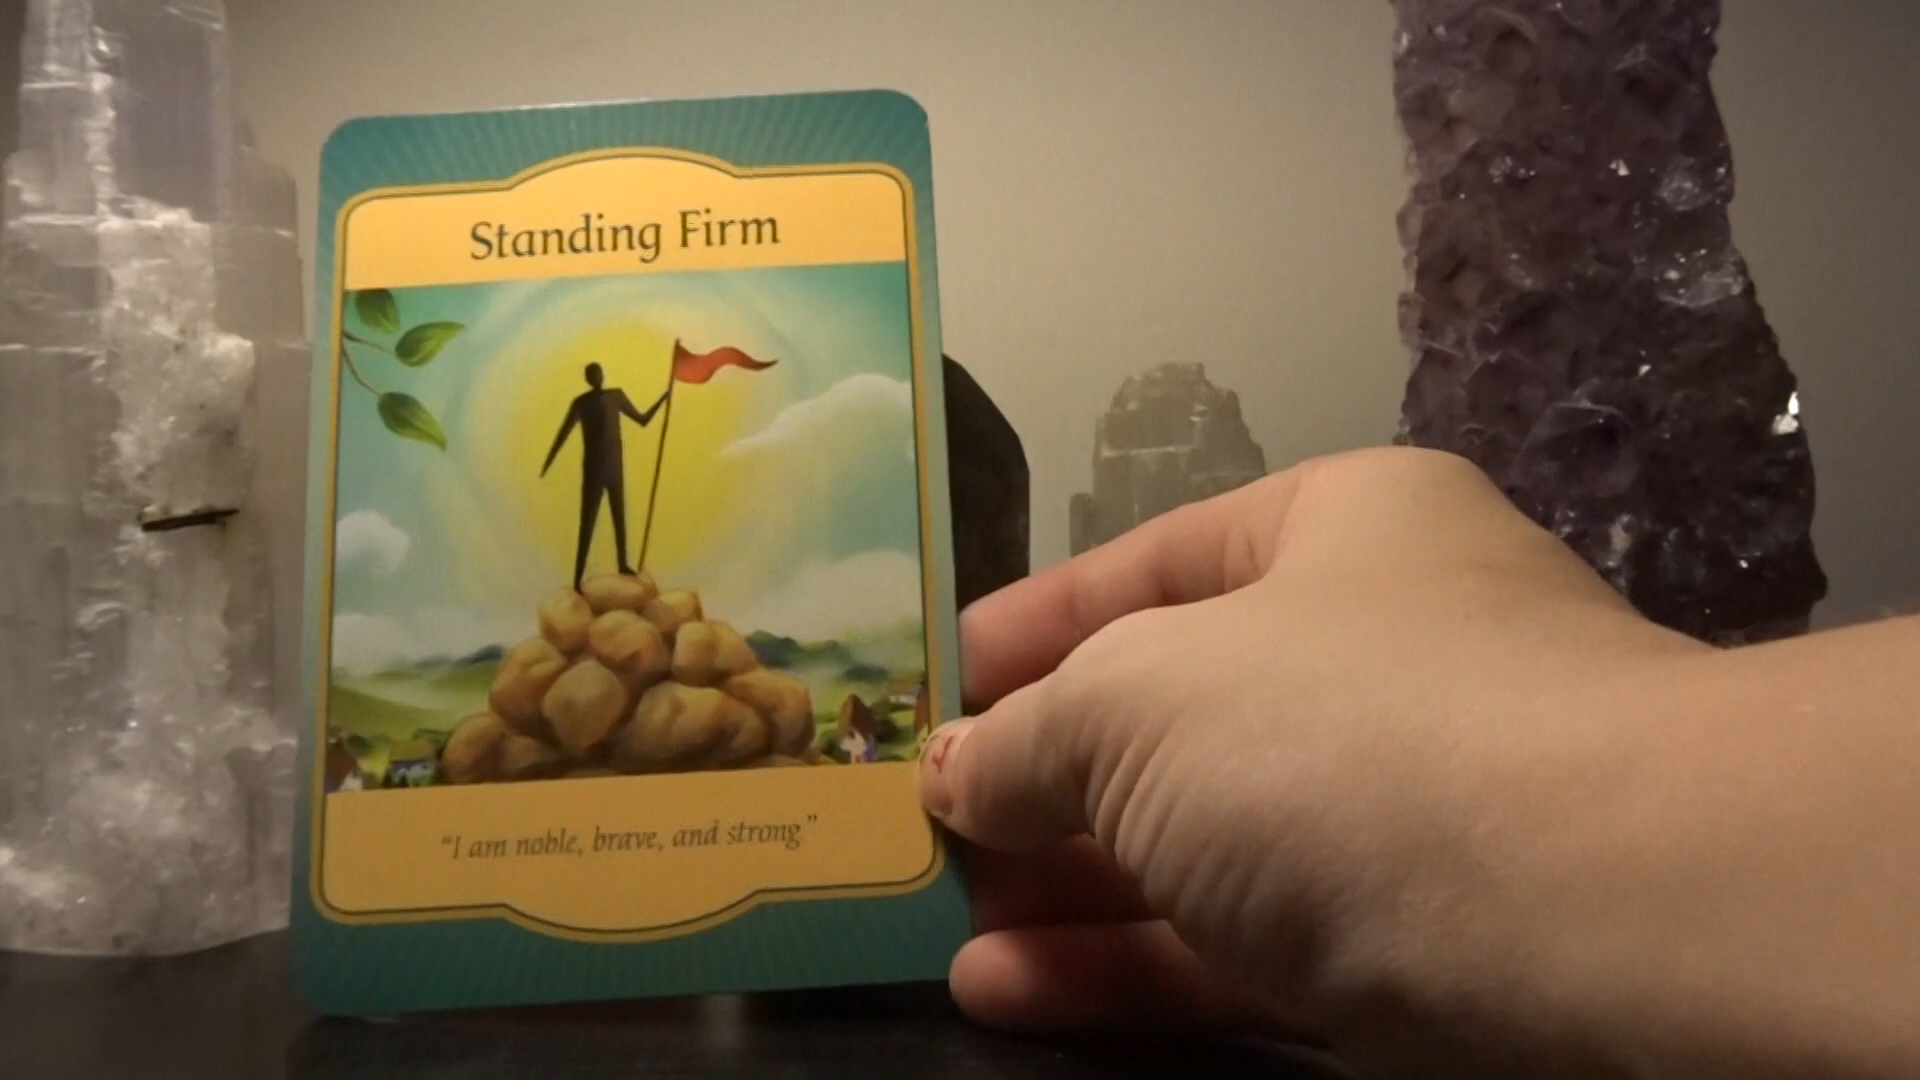 Standing Firm
“I am noble, brave, and strong”